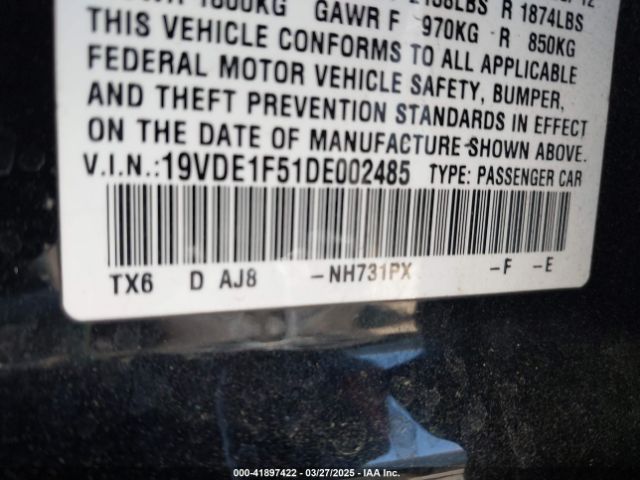 1800KG GAWR F 970KG R 850KG
R 1874LBS
THIS VEHICLE CONFORMS TO ALL APPLICABLE
FEDERAL MOTOR VEHICLE SAFETY, BUMPER,
AND THEFT PREVENTION STANDARDS IN EFFECT
ON THE DATE OF MANUFACTURE SHOWN ABOVE.
V.I.N.:19VDE1F51DE002485 TYPE: PASSENGER CAR
TX6 D AJ8 -NH731PX -F -E
000-41897422 | 03/27/2025 | IAA Inc.